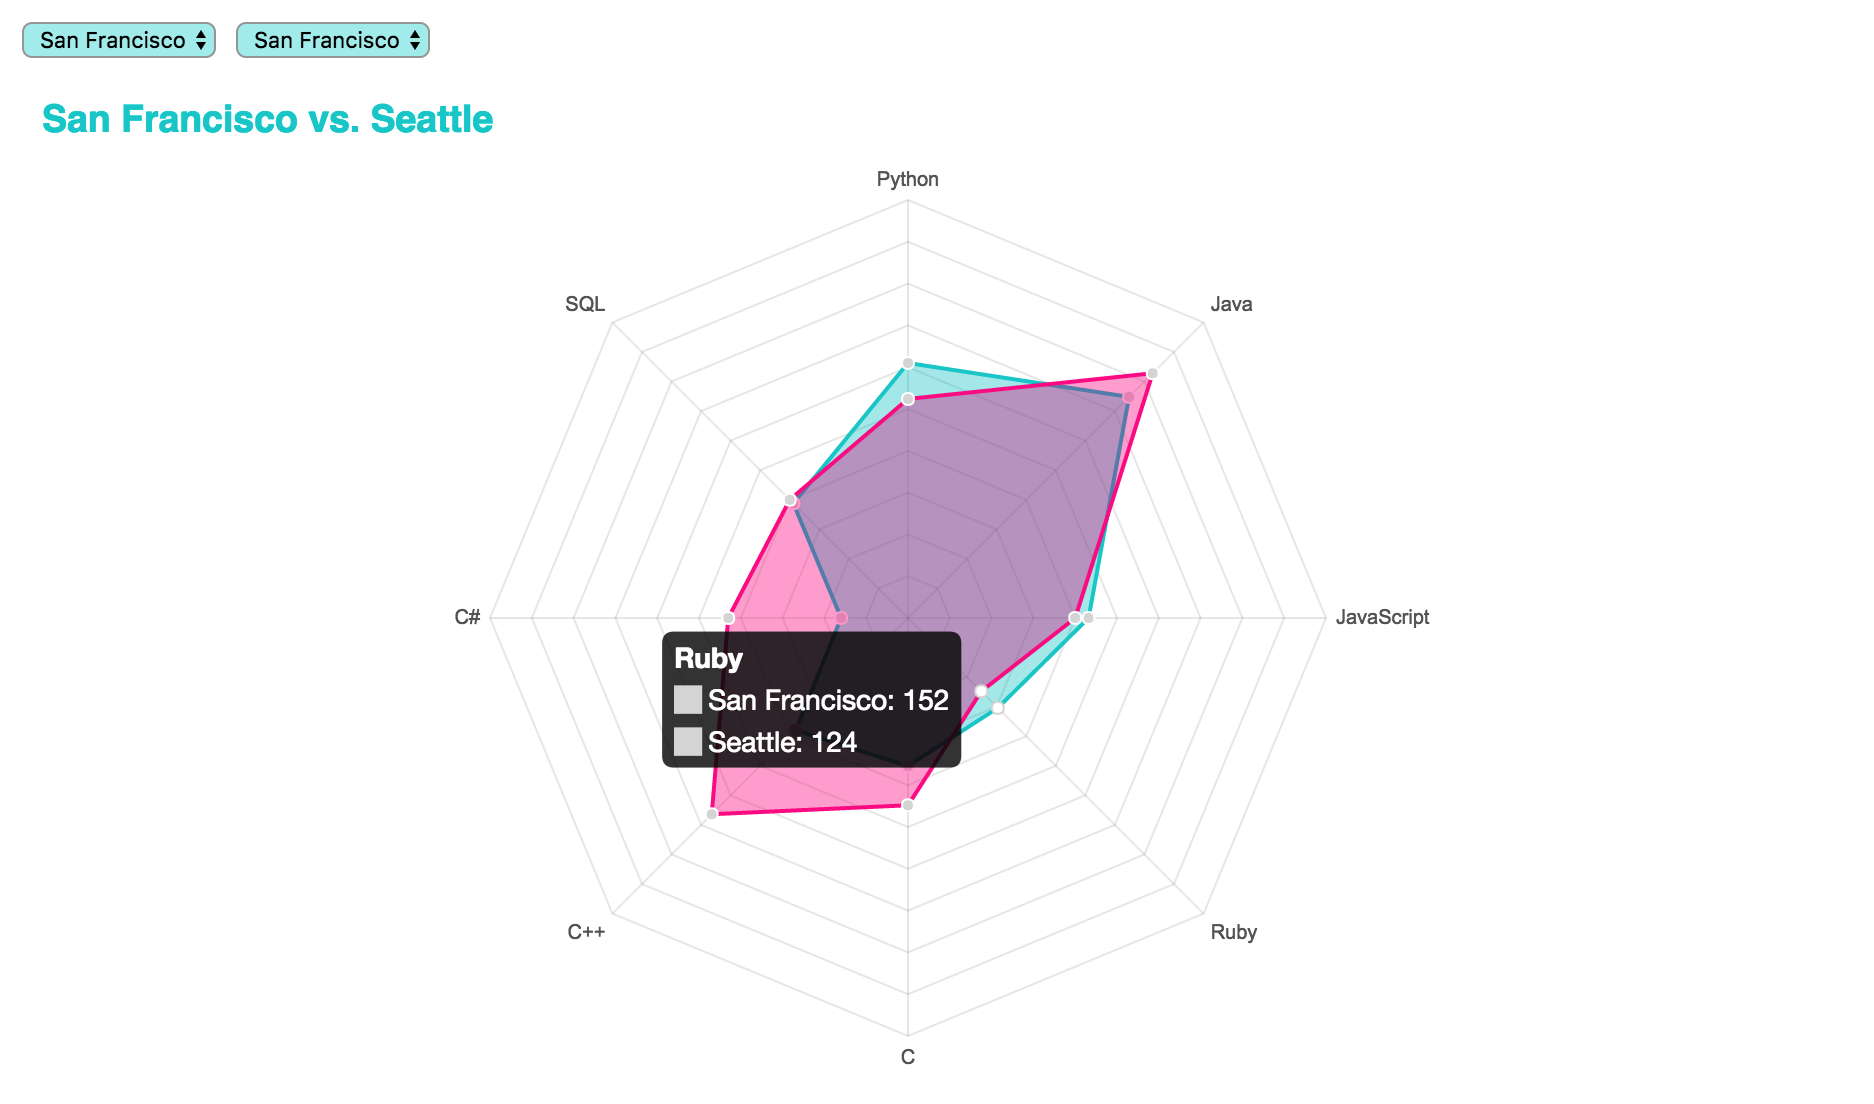 San Francisco San Francisco
San Francisco vs. Seattle
Python
SQL
Java
C#
JavaScript
Ruby
San Francisco: 152
Seattle: 124
C++
Ruby
C